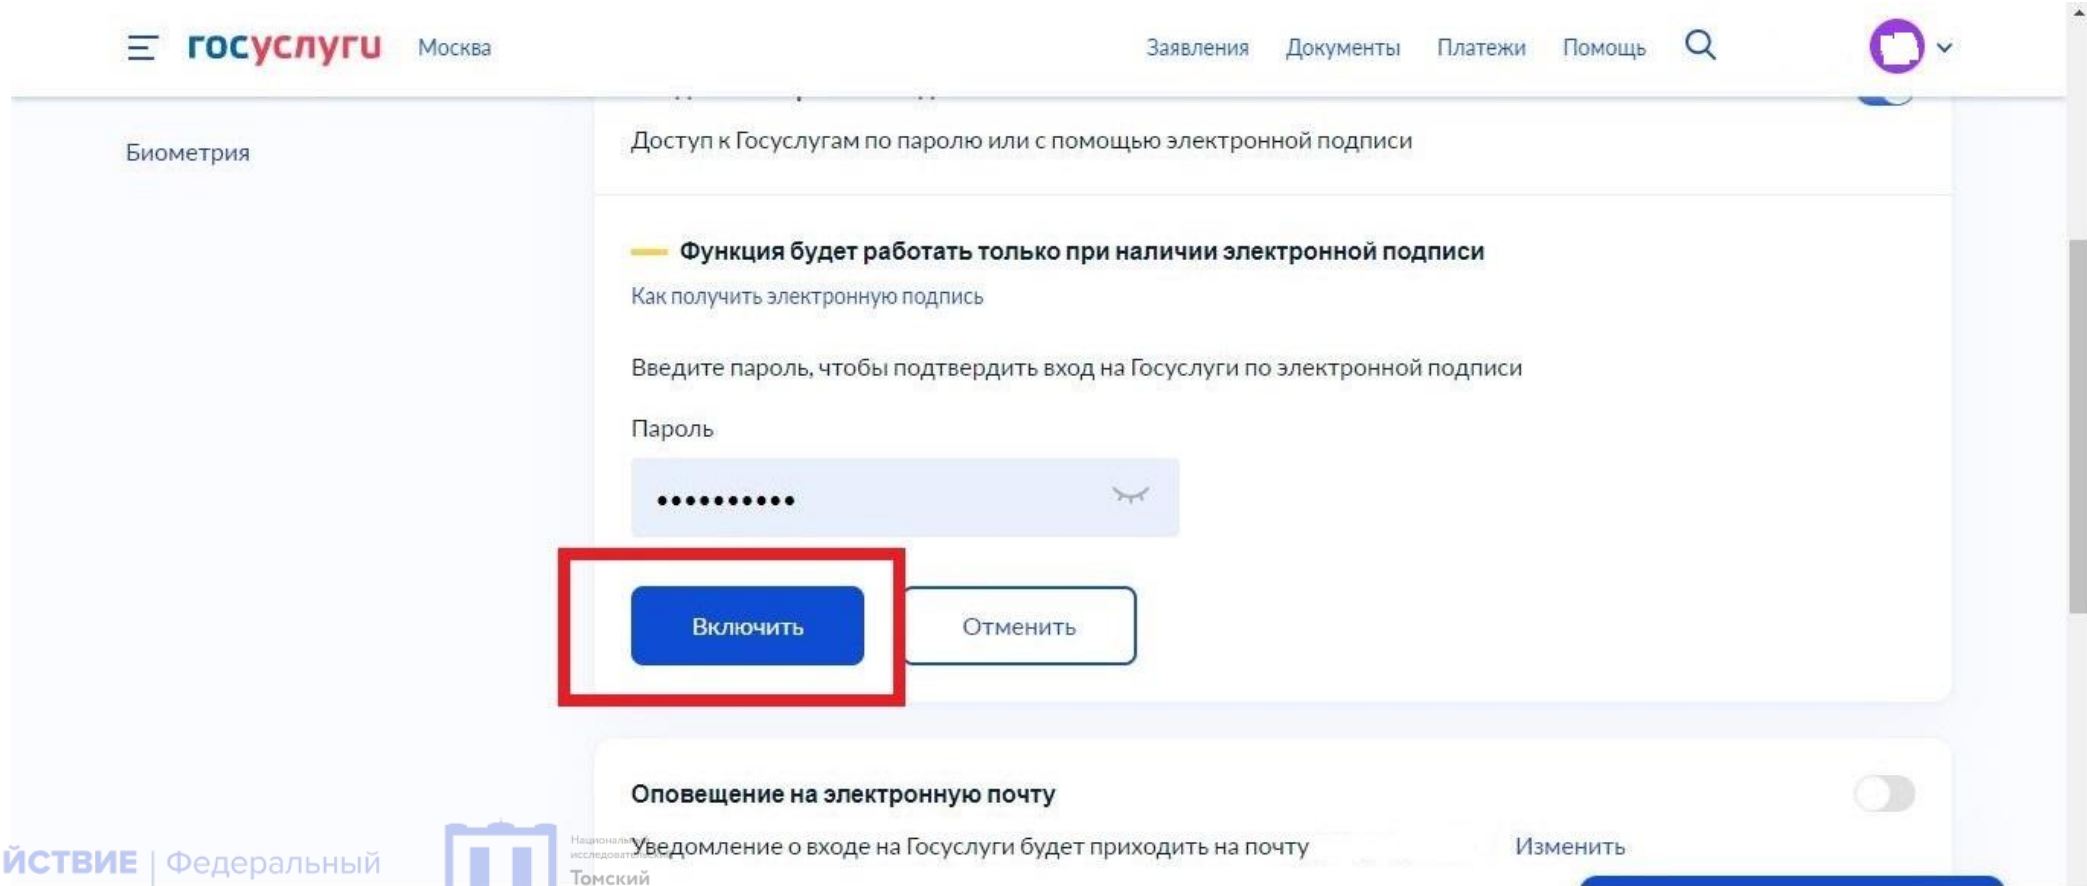 госуслуги Москва Заявления Документы Платежи Помощь
Биометрия
Доступ к Госуслугам по паролю или с помощью электронной подписи
Функция будет работать только при наличии электронной подписи
Как получить электронную подпись
Введите пароль, чтобы подтвердить вход на Госуслуги по электронной подписи
Пароль
Включить Отменить
Оповещение на электронную почту
Уведомление о входе на Госуслуги будет приходить на почту Изменить
ЙСТВИЕ | Федеральный
Томский